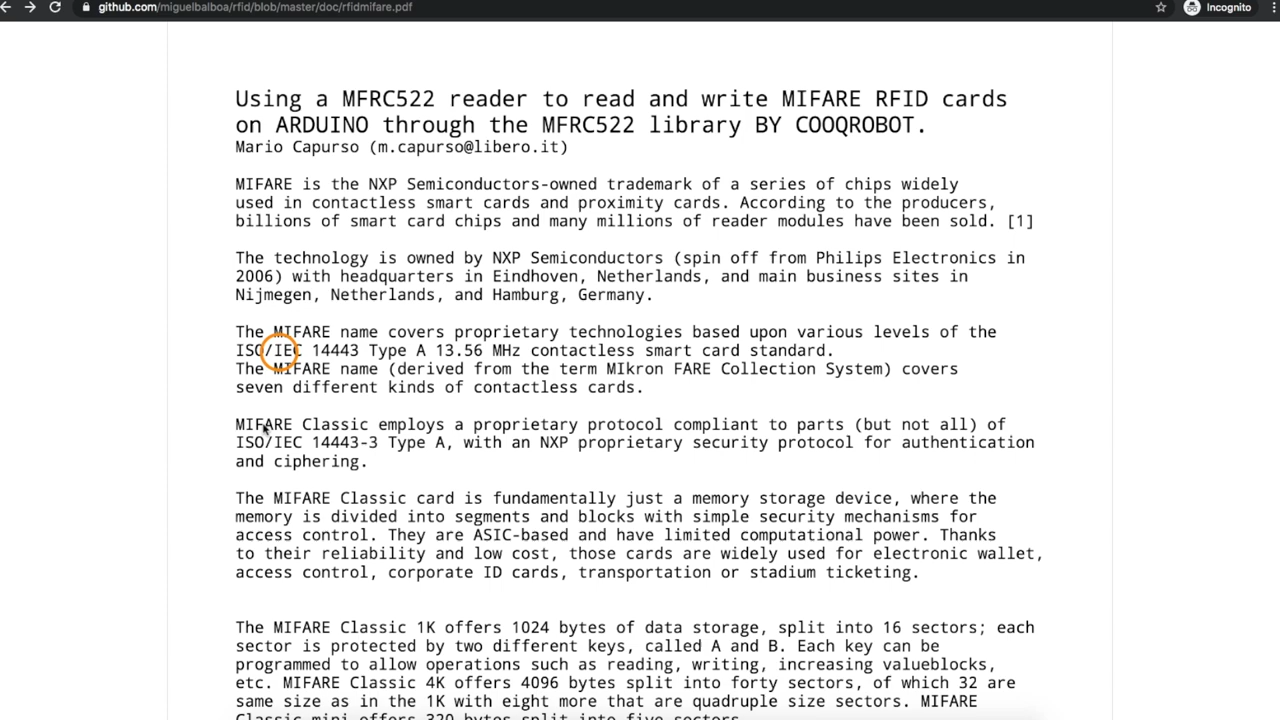 github.com/miguelbalboa/rfid/blob/master/doc/rfidmifare.pdf
Incognito
Using a MFRC522 reader to read and write MIFARE RFID cards
on ARDUINO through the MFRC522 library BY COOQROBOT.
Mario Capurso (m.capurso@libero.it)
MIFARE is the NXP Semiconductors-owned trademark of a series of chips widely
used in contactless smart cards and proximity cards. According to the producers,
billions of smart card chips and many millions of reader modules have been sold. [1]
The technology is owned by NXP Semiconductors (spin off from Philips Electronics in
2006) with headquarters in Eindhoven, Netherlands, and main business sites in
Nijmegen, Netherlands, and Hamburg, Germany.
The MIFARE name covers proprietary technologies based upon various levels of the
ISO/IEC 14443 Type A 13.56 MHz contactless smart card standard.
The MIFARE name (derived from the term MIkron FARE Collection System) covers
seven different kinds of contactless cards.
MIFARE Classic employs a proprietary protocol compliant to parts (but not all) of
ISO/IEC 14443-3 Type A, with an NXP proprietary security protocol for authentication
and ciphering.
The MIFARE Classic card is fundamentally just a memory storage device, where the
memory is divided into segments and blocks with simple security mechanisms for
access control. They are ASIC-based and have limited computational power. Thanks
to their reliability and low cost, those cards are widely used for electronic wallet,
access control, corporate ID cards, transportation or stadium ticketing.
The MIFARE Classic 1K offers 1024 bytes of data storage, split into 16 sectors; each
sector is protected by two different keys, called A and B. Each key can be
programmed to allow operations such as reading, writing, increasing valueblocks,
etc. MIFARE Classic 4K offers 4096 bytes split into forty sectors, of which 32 are
same size as in the 1K with eight more that are quadruple size sectors. MIFARE
Classic mini offers 320 bytes split into five sectors.